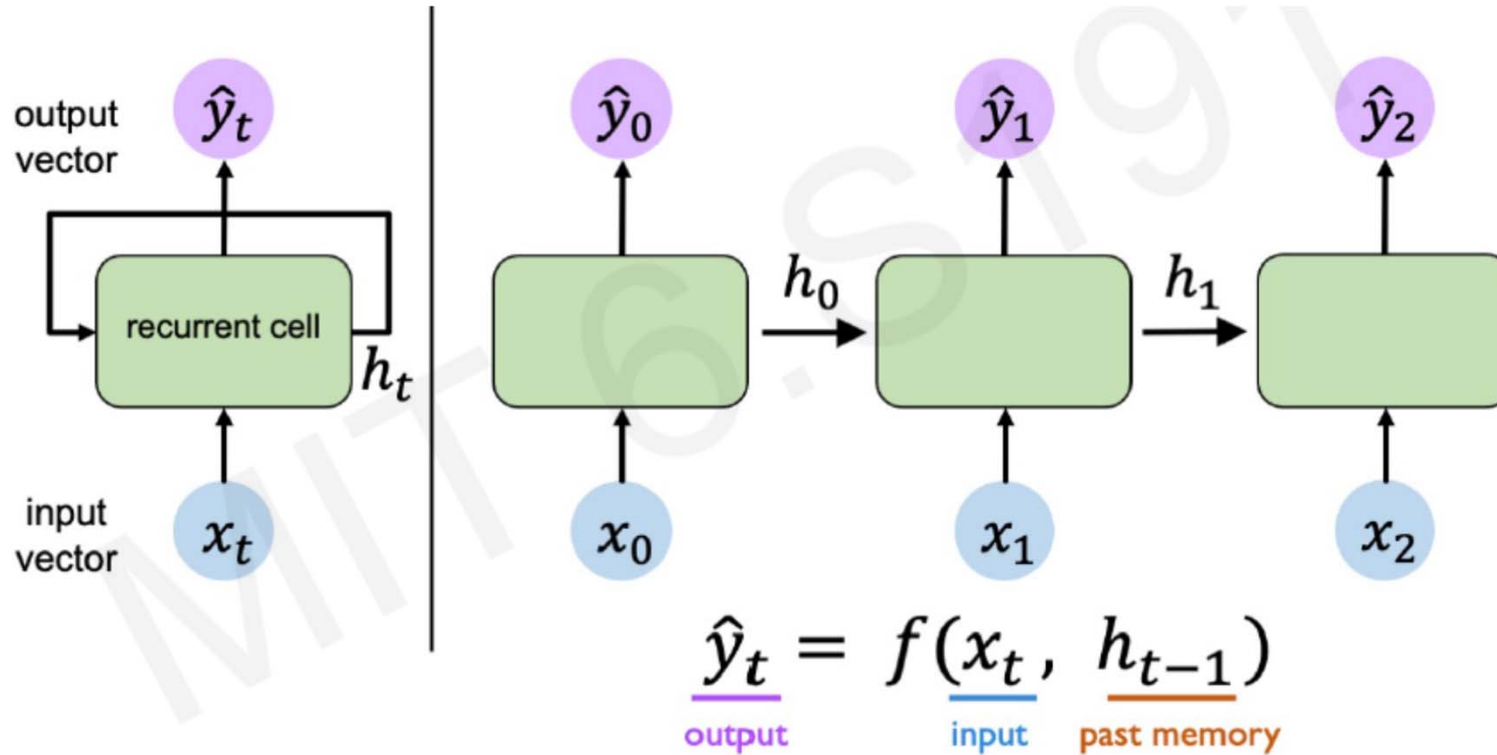 output
vector
ŷₜ
recurrent cell
hₜ
input
vector
xₜ
ŷ₀
ŷ₁
ŷ₂
h₀
h₁
x₀
x₁
x₂
ŷₜ = f(xₜ, hₜ₋₁)
output input past memory
MIT 6.S191